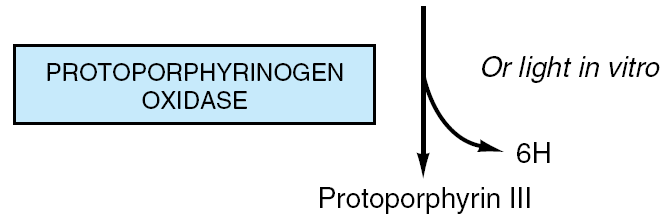 PROTOPORPHYRINOGEN
OXIDASE
Or light in vitro
6H
Protoporphyrin III